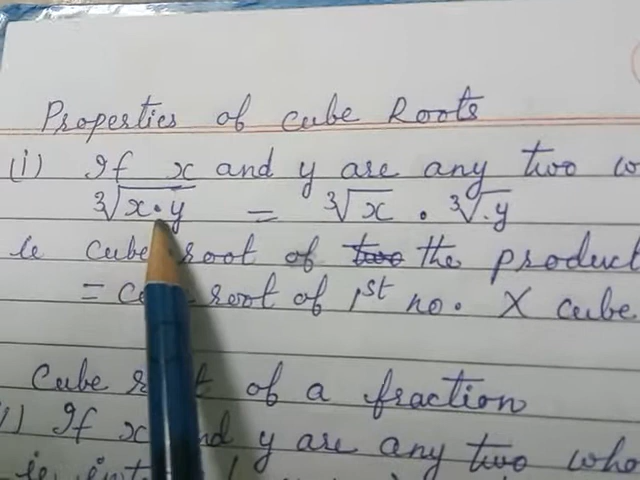 Properties of Cube Roots
(i) If x and y are any two
∛x·y = ∛x . ∛.y
ie cube root of the product
= root of 1st no. X cube
Cube of a fraction
If x and y are any two